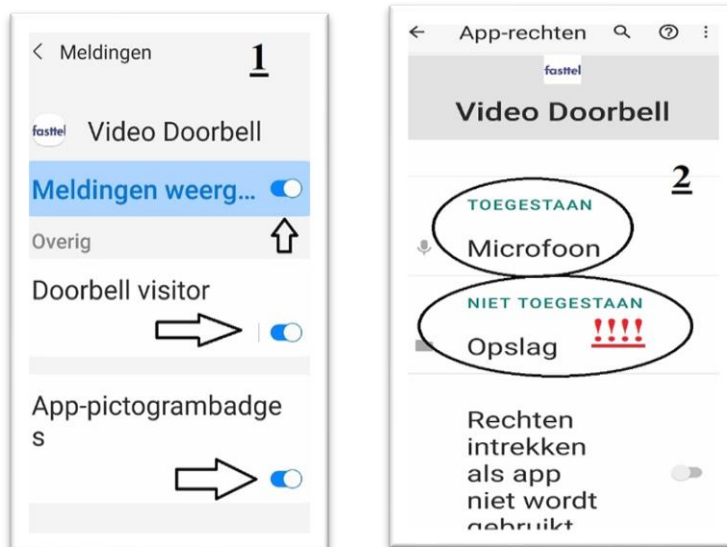 Meldingen
1
fasttel
Video Doorbell
Meldingen weerg...
Overig
Doorbell visitor
App-pictogrambadge
s
App-rechten
fasttel
Video Doorbell
2
TOEGESTAAN
Microfoon
NIET TOEGESTAAN
!!!!
Opslag
Rechten
intrekken
als app
niet wordt
gebruikt